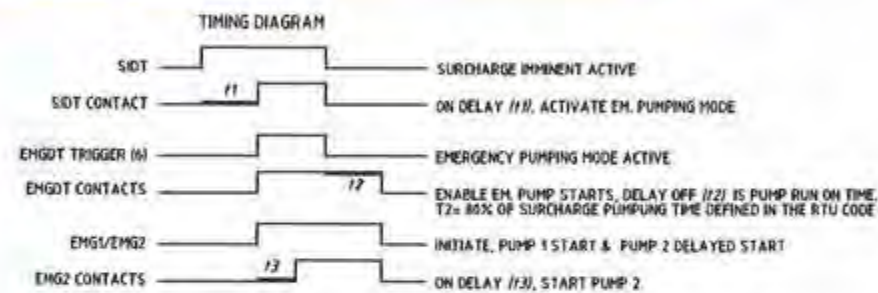 TIMING DIAGRAM
SIDT
SURCHARGE IMMINENT ACTIVE
t1
SIDT CONTACT
ON DELAY (t1), ACTIVATE EM. PUMPING MODE
EMGDT TRIGGER (6)
EMERGENCY PUMPING MODE ACTIVE
EMGDT CONTACTS
t2
ENABLE EM. PUMP STARTS, DELAY OFF (t2) IS PUMP RUN ON TIME.
T2= 80% OF SURCHARGE PUMPUNG TIME DEFINED IN THE RTU CODE
EMG1/EMG2
INITIATE, PUMP 1 START & PUMP 2 DELAYED START
t3
EMG2 CONTACTS
ON DELAY (t3), START PUMP 2